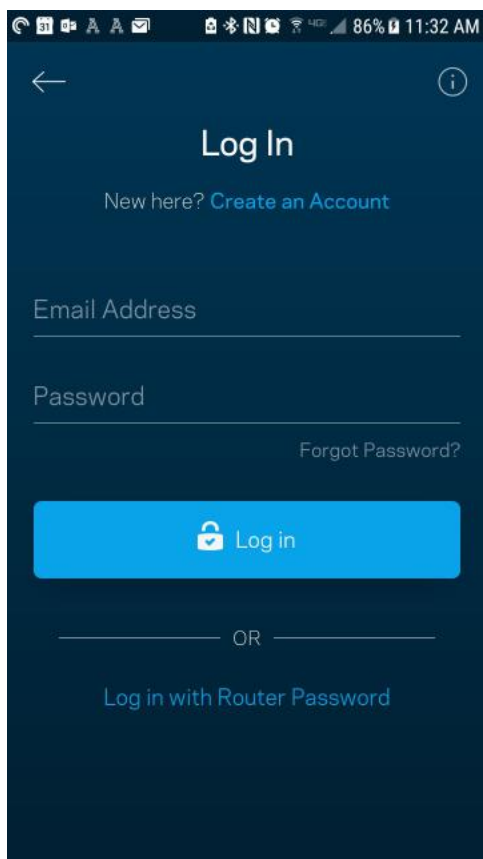 31 86% 11:32 AM
Log In
New here? Create an Account
Email Address
Password
Forgot Password?
Log in
OR
Log in with Router Password